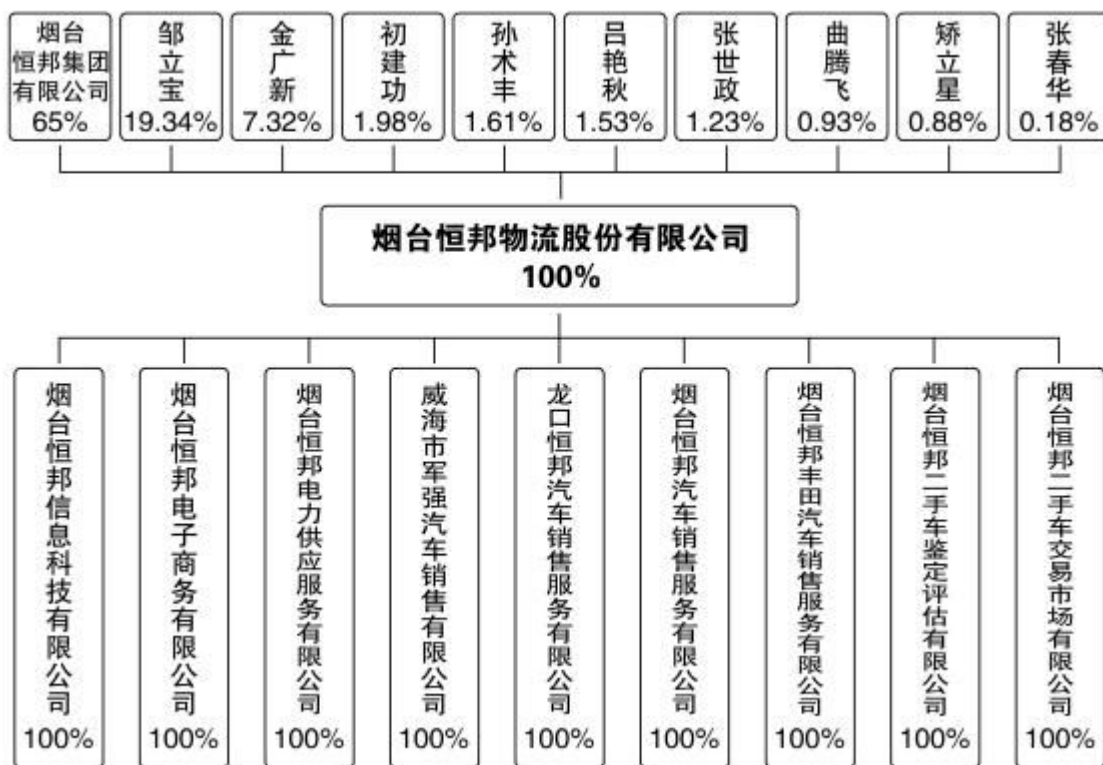 烟台
恒邦集团
有限公司
65%
邹立宝
19.34%
金广新
7.32%
初建功
1.98%
孙术丰
1.61%
吕艳秋
1.53%
张世政
1.23%
曲腾飞
0.93%
矫立星
0.88%
张春华
0.18%
烟台恒邦物流股份有限公司
100%
烟台恒邦信息科技有限公司
100%
烟台恒邦电子商务有限公司
100%
烟台恒邦电力供应服务有限公司
100%
威海市军强汽车销售有限公司
100%
龙口恒邦汽车销售服务有限公司
100%
烟台恒邦汽车销售服务有限公司
100%
烟台恒邦丰田汽车销售服务有限公司
100%
烟台恒邦二手车鉴定评估有限公司
100%
烟台恒邦二手车交易市场有限公司
100%